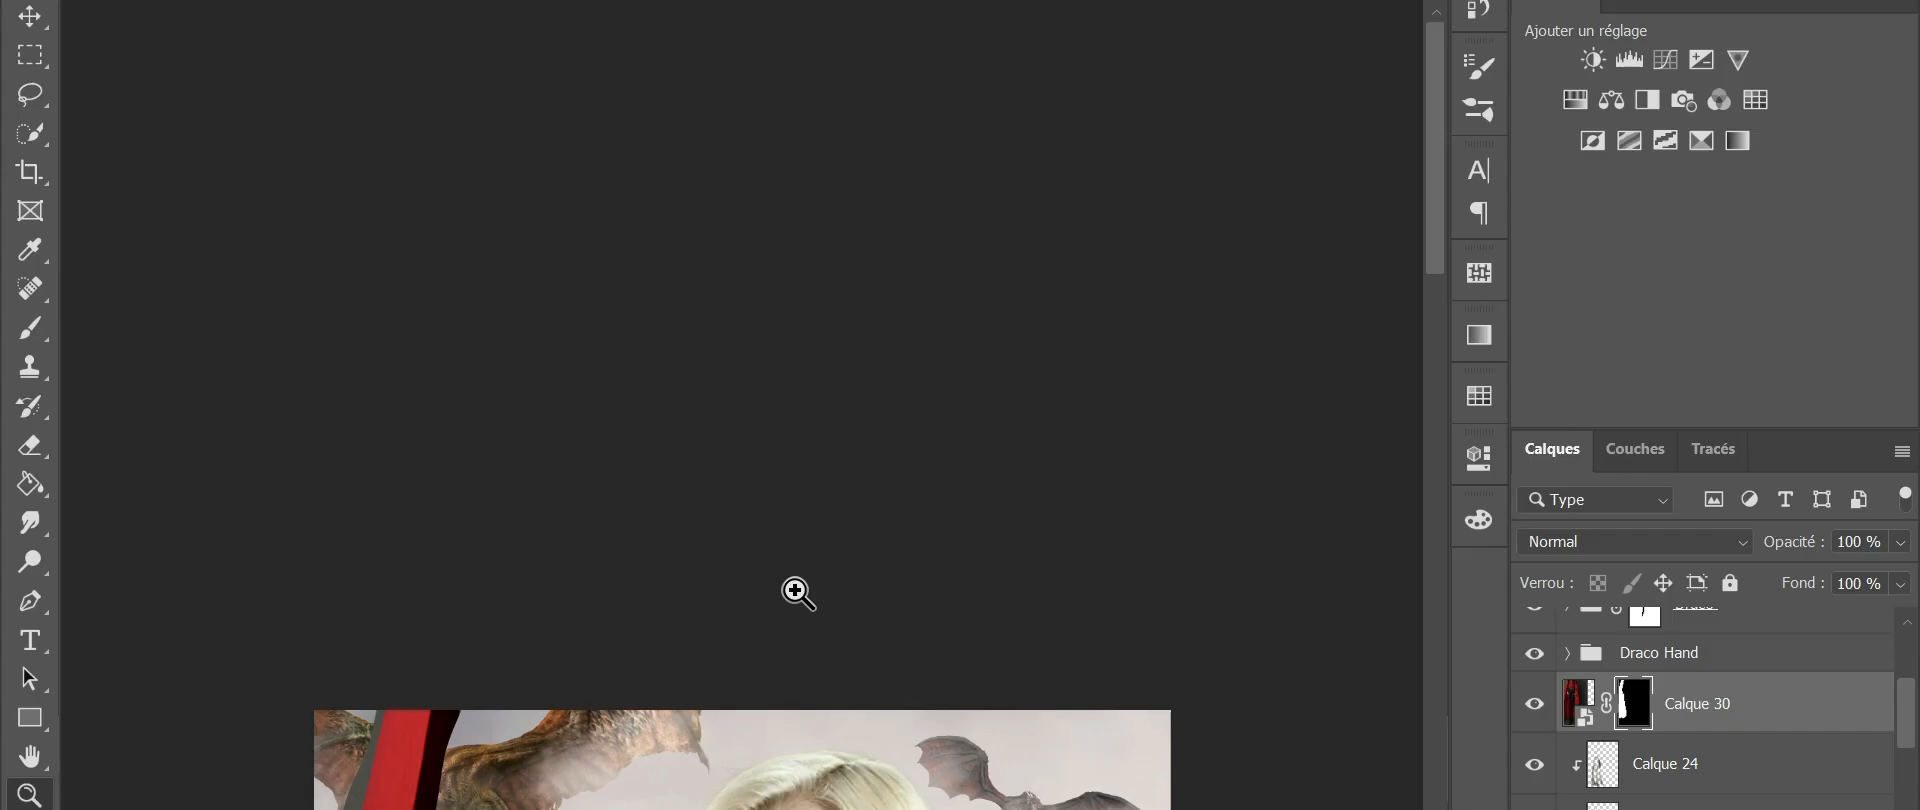 Ajouter un réglage
Calques Couches Tracés
Type
Normal Opacité : 100 %
Verrou : Fond : 100 %
Draco Hand
Calque 30
Calque 24